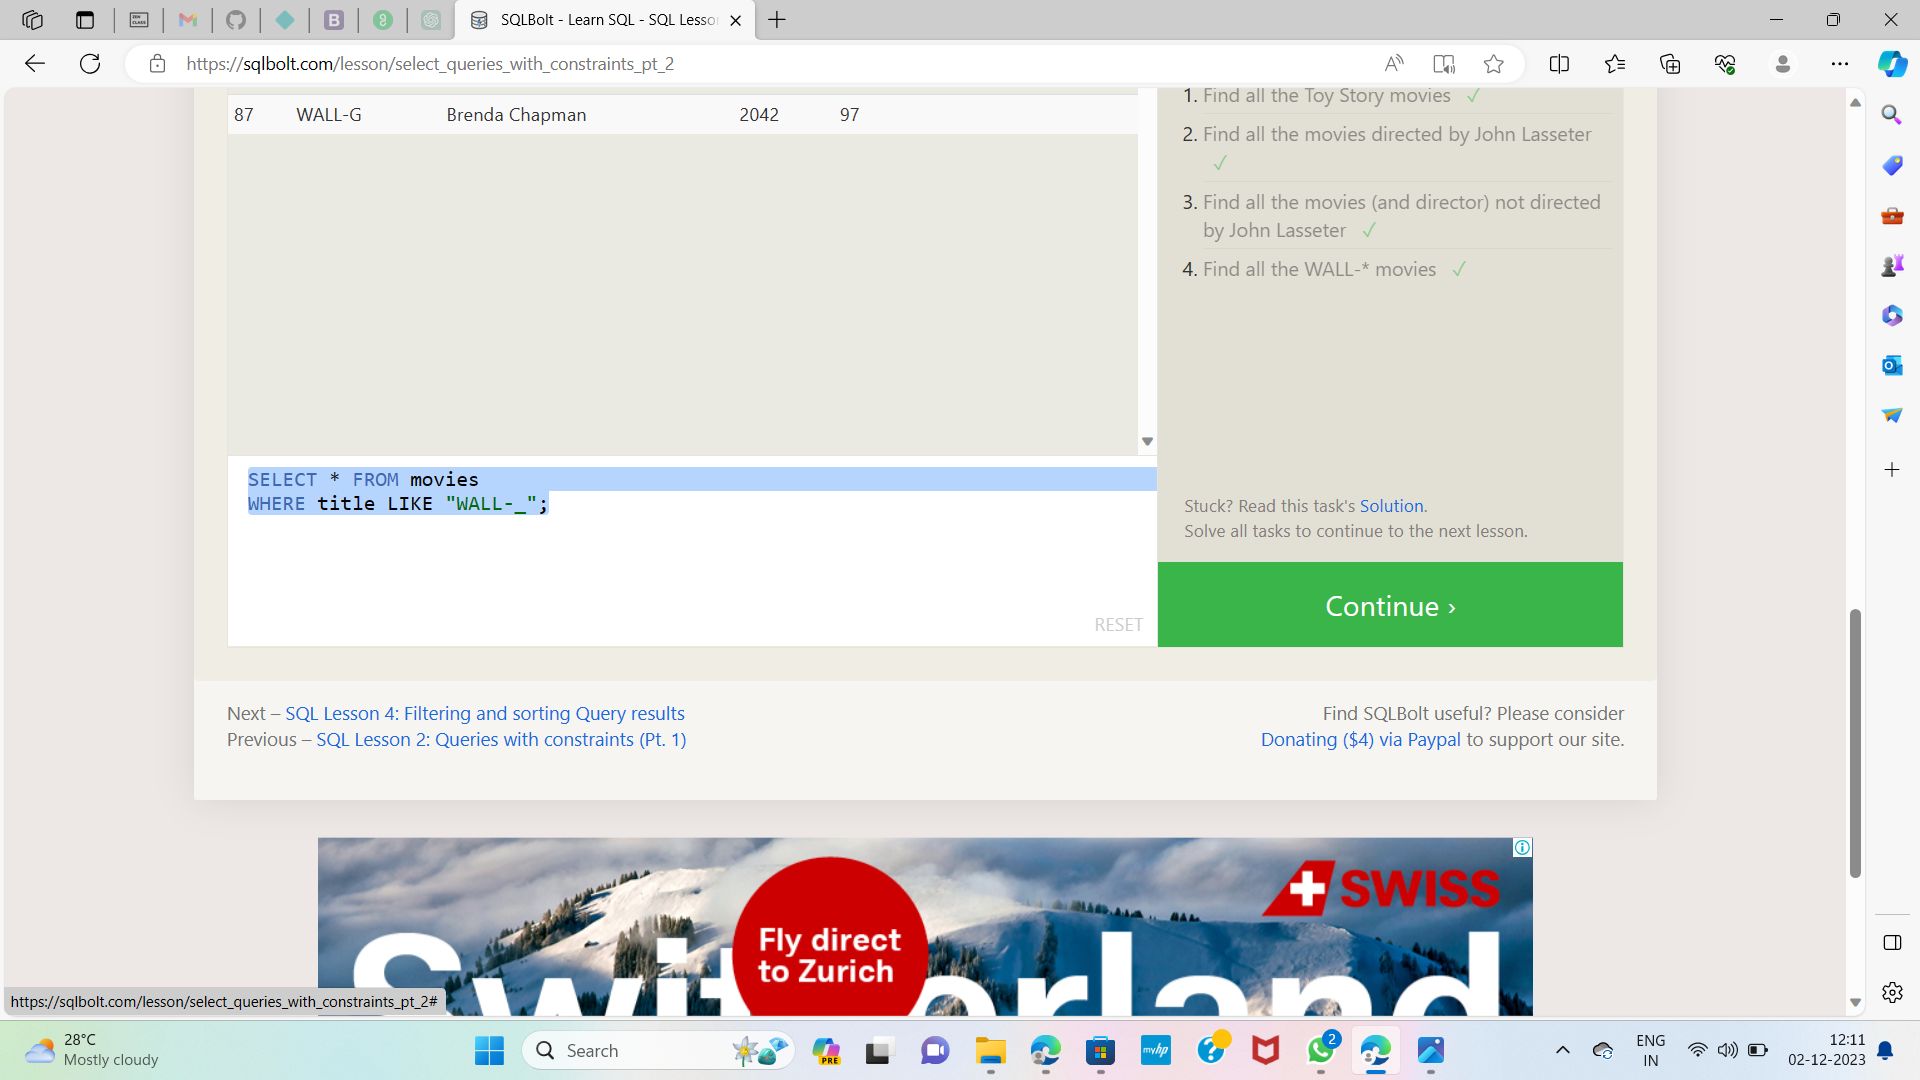 SQLBolt - Learn SQL - SQL Lesso
https://sqlbolt.com/lesson/select_queries_with_constraints_pt_2
87 WALL-G Brenda Chapman 2042 97
1. Find all the Toy Story movies ✓
2. Find all the movies directed by John Lasseter
✓
3. Find all the movies (and director) not directed
by John Lasseter ✓
4. Find all the WALL-* movies ✓
SELECT * FROM movies
WHERE title LIKE "WALL-_";
RESET
Stuck? Read this task's Solution.
Solve all tasks to continue to the next lesson.
Continue ›
Next – SQL Lesson 4: Filtering and sorting Query results
Previous – SQL Lesson 2: Queries with constraints (Pt. 1)
Find SQLBolt useful? Please consider
Donating ($4) via Paypal to support our site.
SWISS
Fly direct
to Zurich
Switzerland
https://sqlbolt.com/lesson/select_queries_with_constraints_pt_2#
28°C
Mostly cloudy
Search
PRE
myhp
2
ENG
IN
12:11
02-12-2023